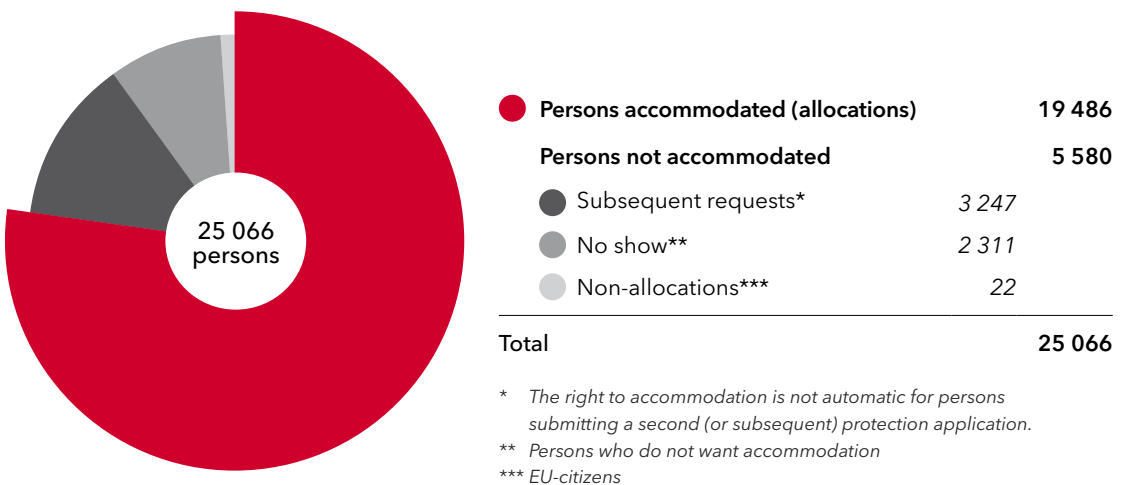 25 066
persons
Persons accommodated (allocations) 19 486
Persons not accommodated 5 580
Subsequent requests* 3 247
No show** 2 311
Non-allocations*** 22
Total 25 066
* The right to accommodation is not automatic for persons
submitting a second (or subsequent) protection application.
** Persons who do not want accommodation
*** EU-citizens